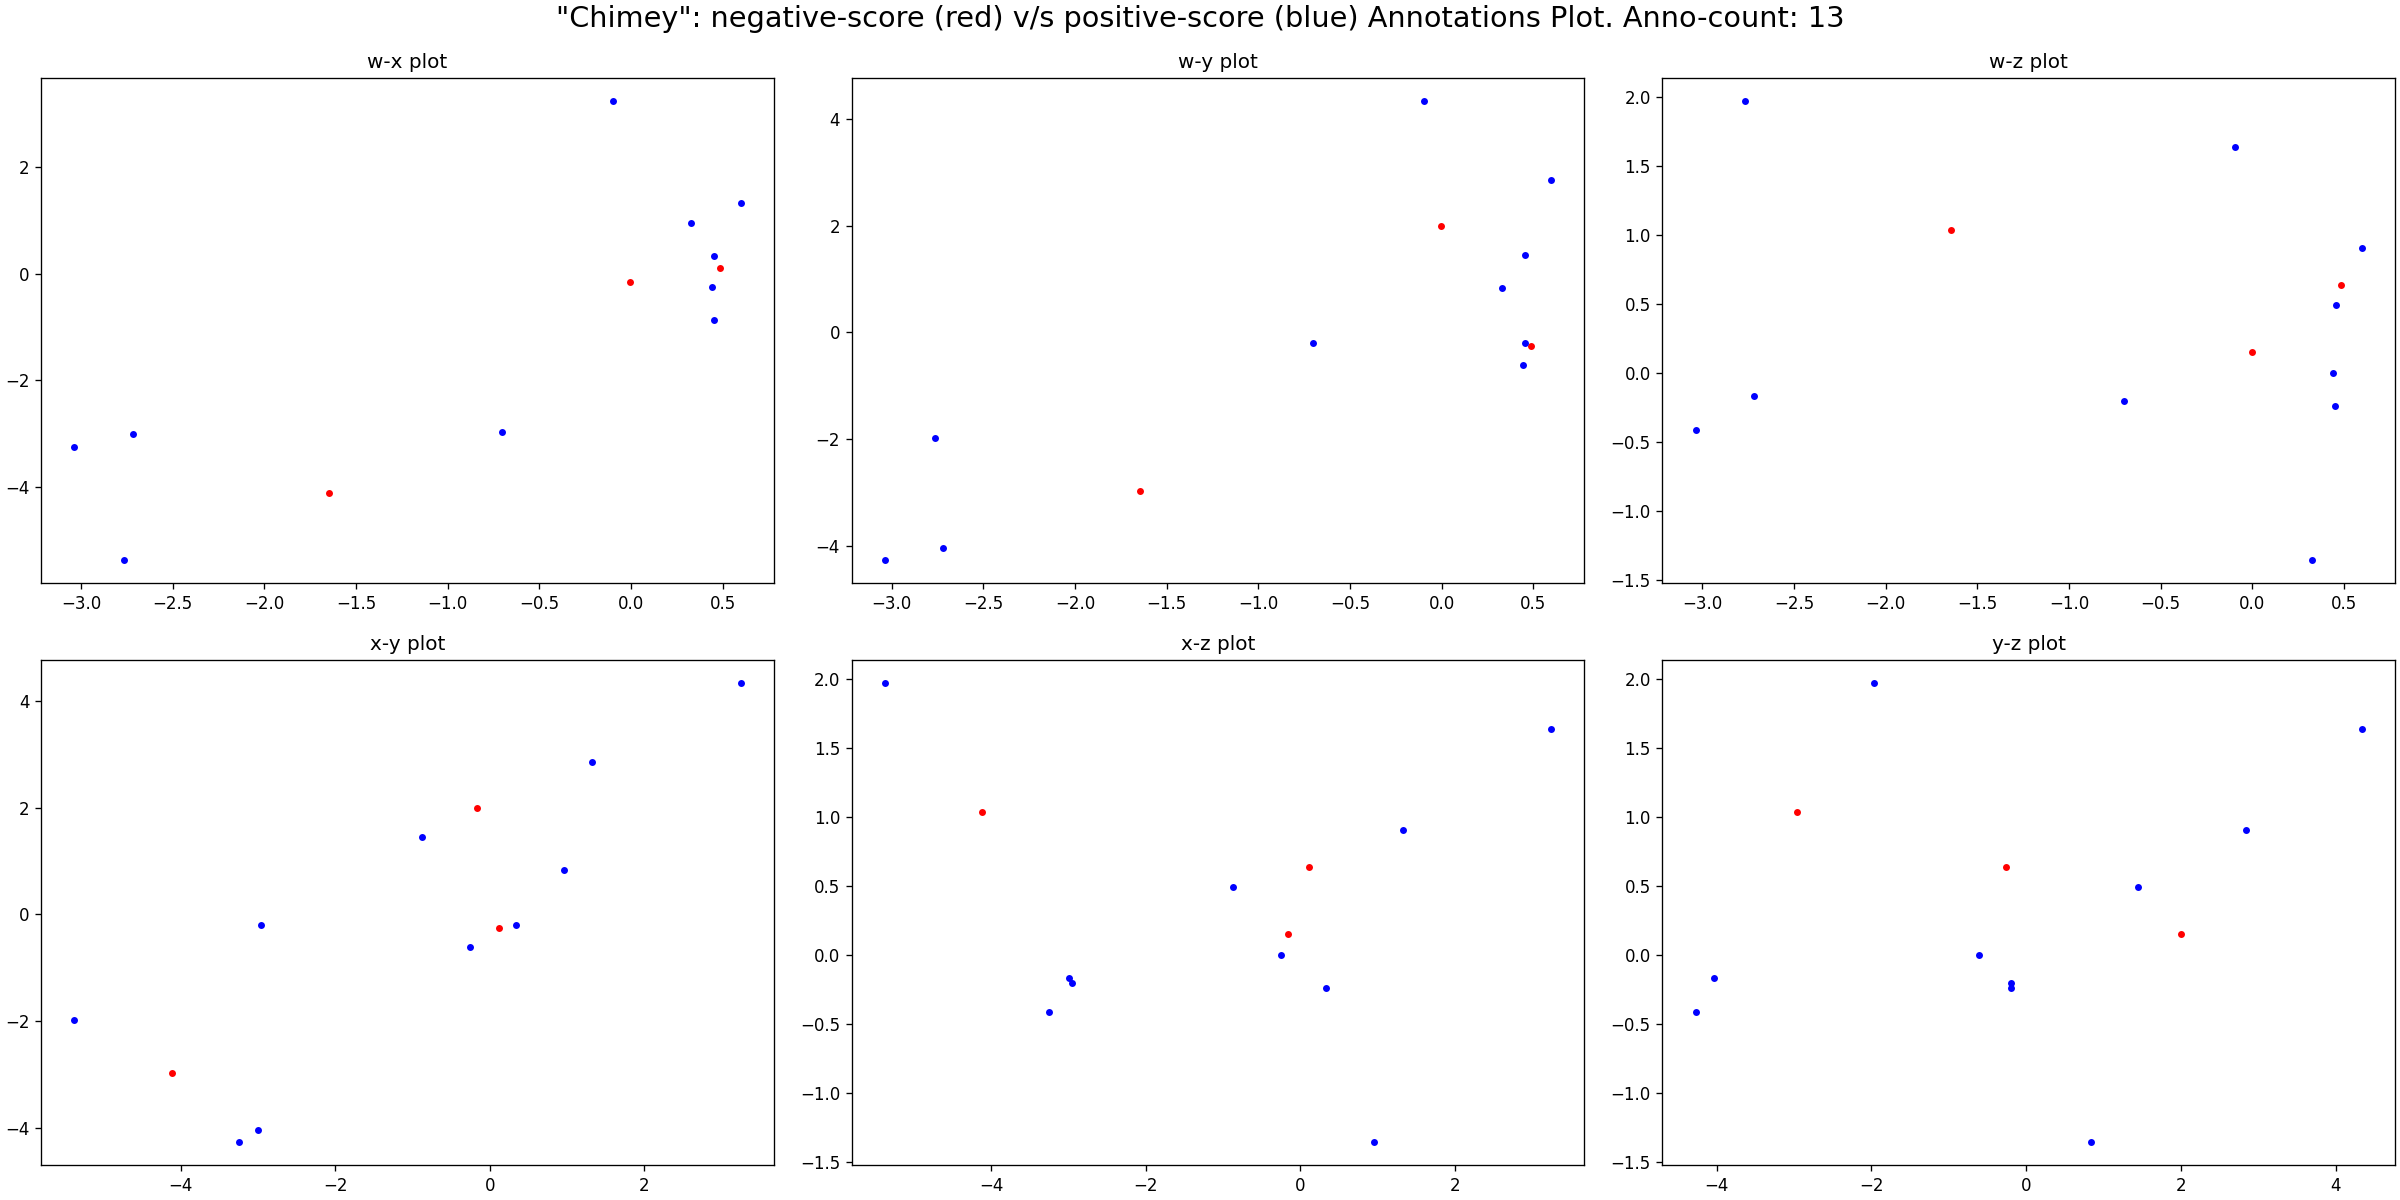 "Chimey": negative-score (red) v/s positive-score (blue) Annotations Plot. Anno-count: 13
w-x plot
2
0
−2
−4
−3.0 −2.5 −2.0 −1.5 −1.0 −0.5 0.0 0.5
w-y plot
4
2
0
−2
−4
−3.0 −2.5 −2.0 −1.5 −1.0 −0.5 0.0 0.5
w-z plot
2.0
1.5
1.0
0.5
0.0
−0.5
−1.0
−1.5
−3.0 −2.5 −2.0 −1.5 −1.0 −0.5 0.0 0.5
x-y plot
4
2
0
−2
−4
−4 −2 0 2
x-z plot
2.0
1.5
1.0
0.5
0.0
−0.5
−1.0
−1.5
−4 −2 0 2
y-z plot
2.0
1.5
1.0
0.5
0.0
−0.5
−1.0
−1.5
−4 −2 0 2 4